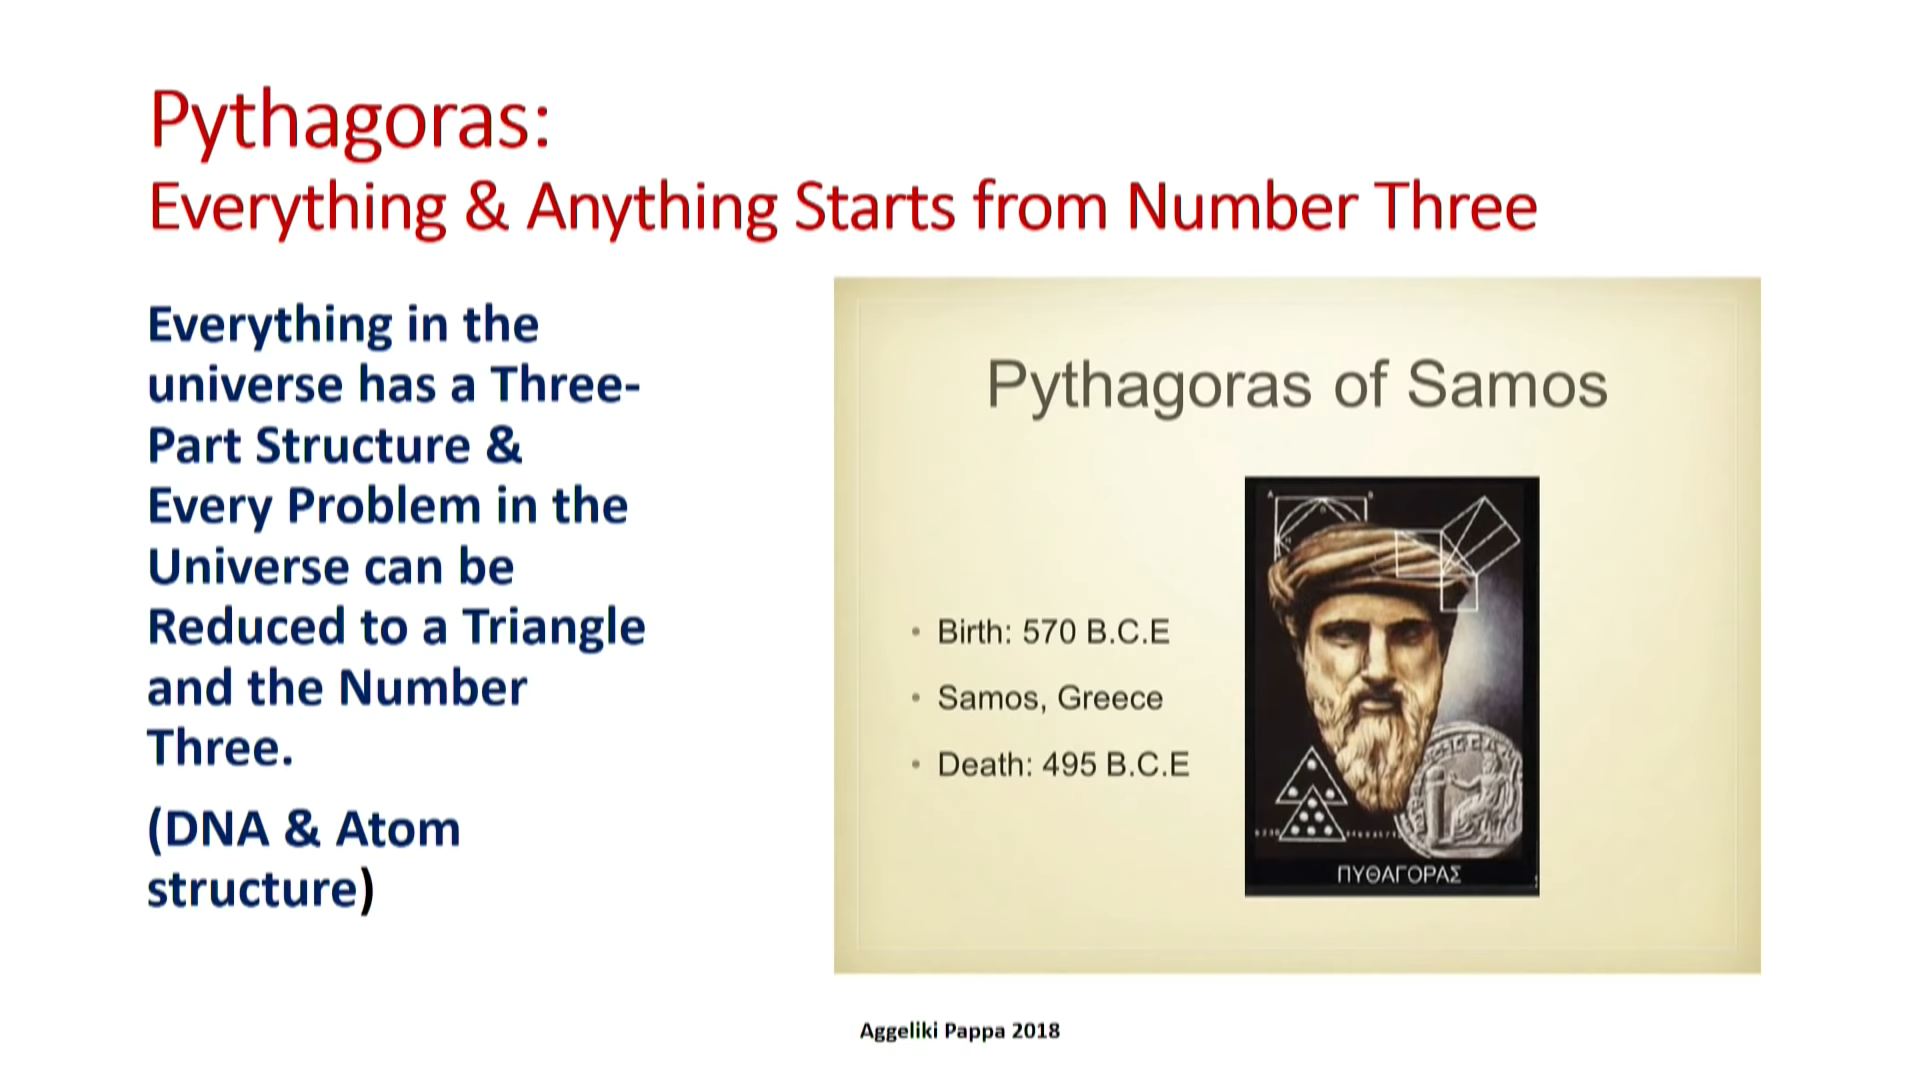 Pythagoras:
Everything & Anything Starts from Number Three
Everything in the
universe has a Three-
Part Structure &
Every Problem in the
Universe can be
Reduced to a Triangle
and the Number
Three.
(DNA & Atom
structure)
Pythagoras of Samos
• Birth: 570 B.C.E
• Samos, Greece
• Death: 495 B.C.E
A B
ΠΥΘΑΓΟΡΑΣ
Aggeliki Pappa 2018